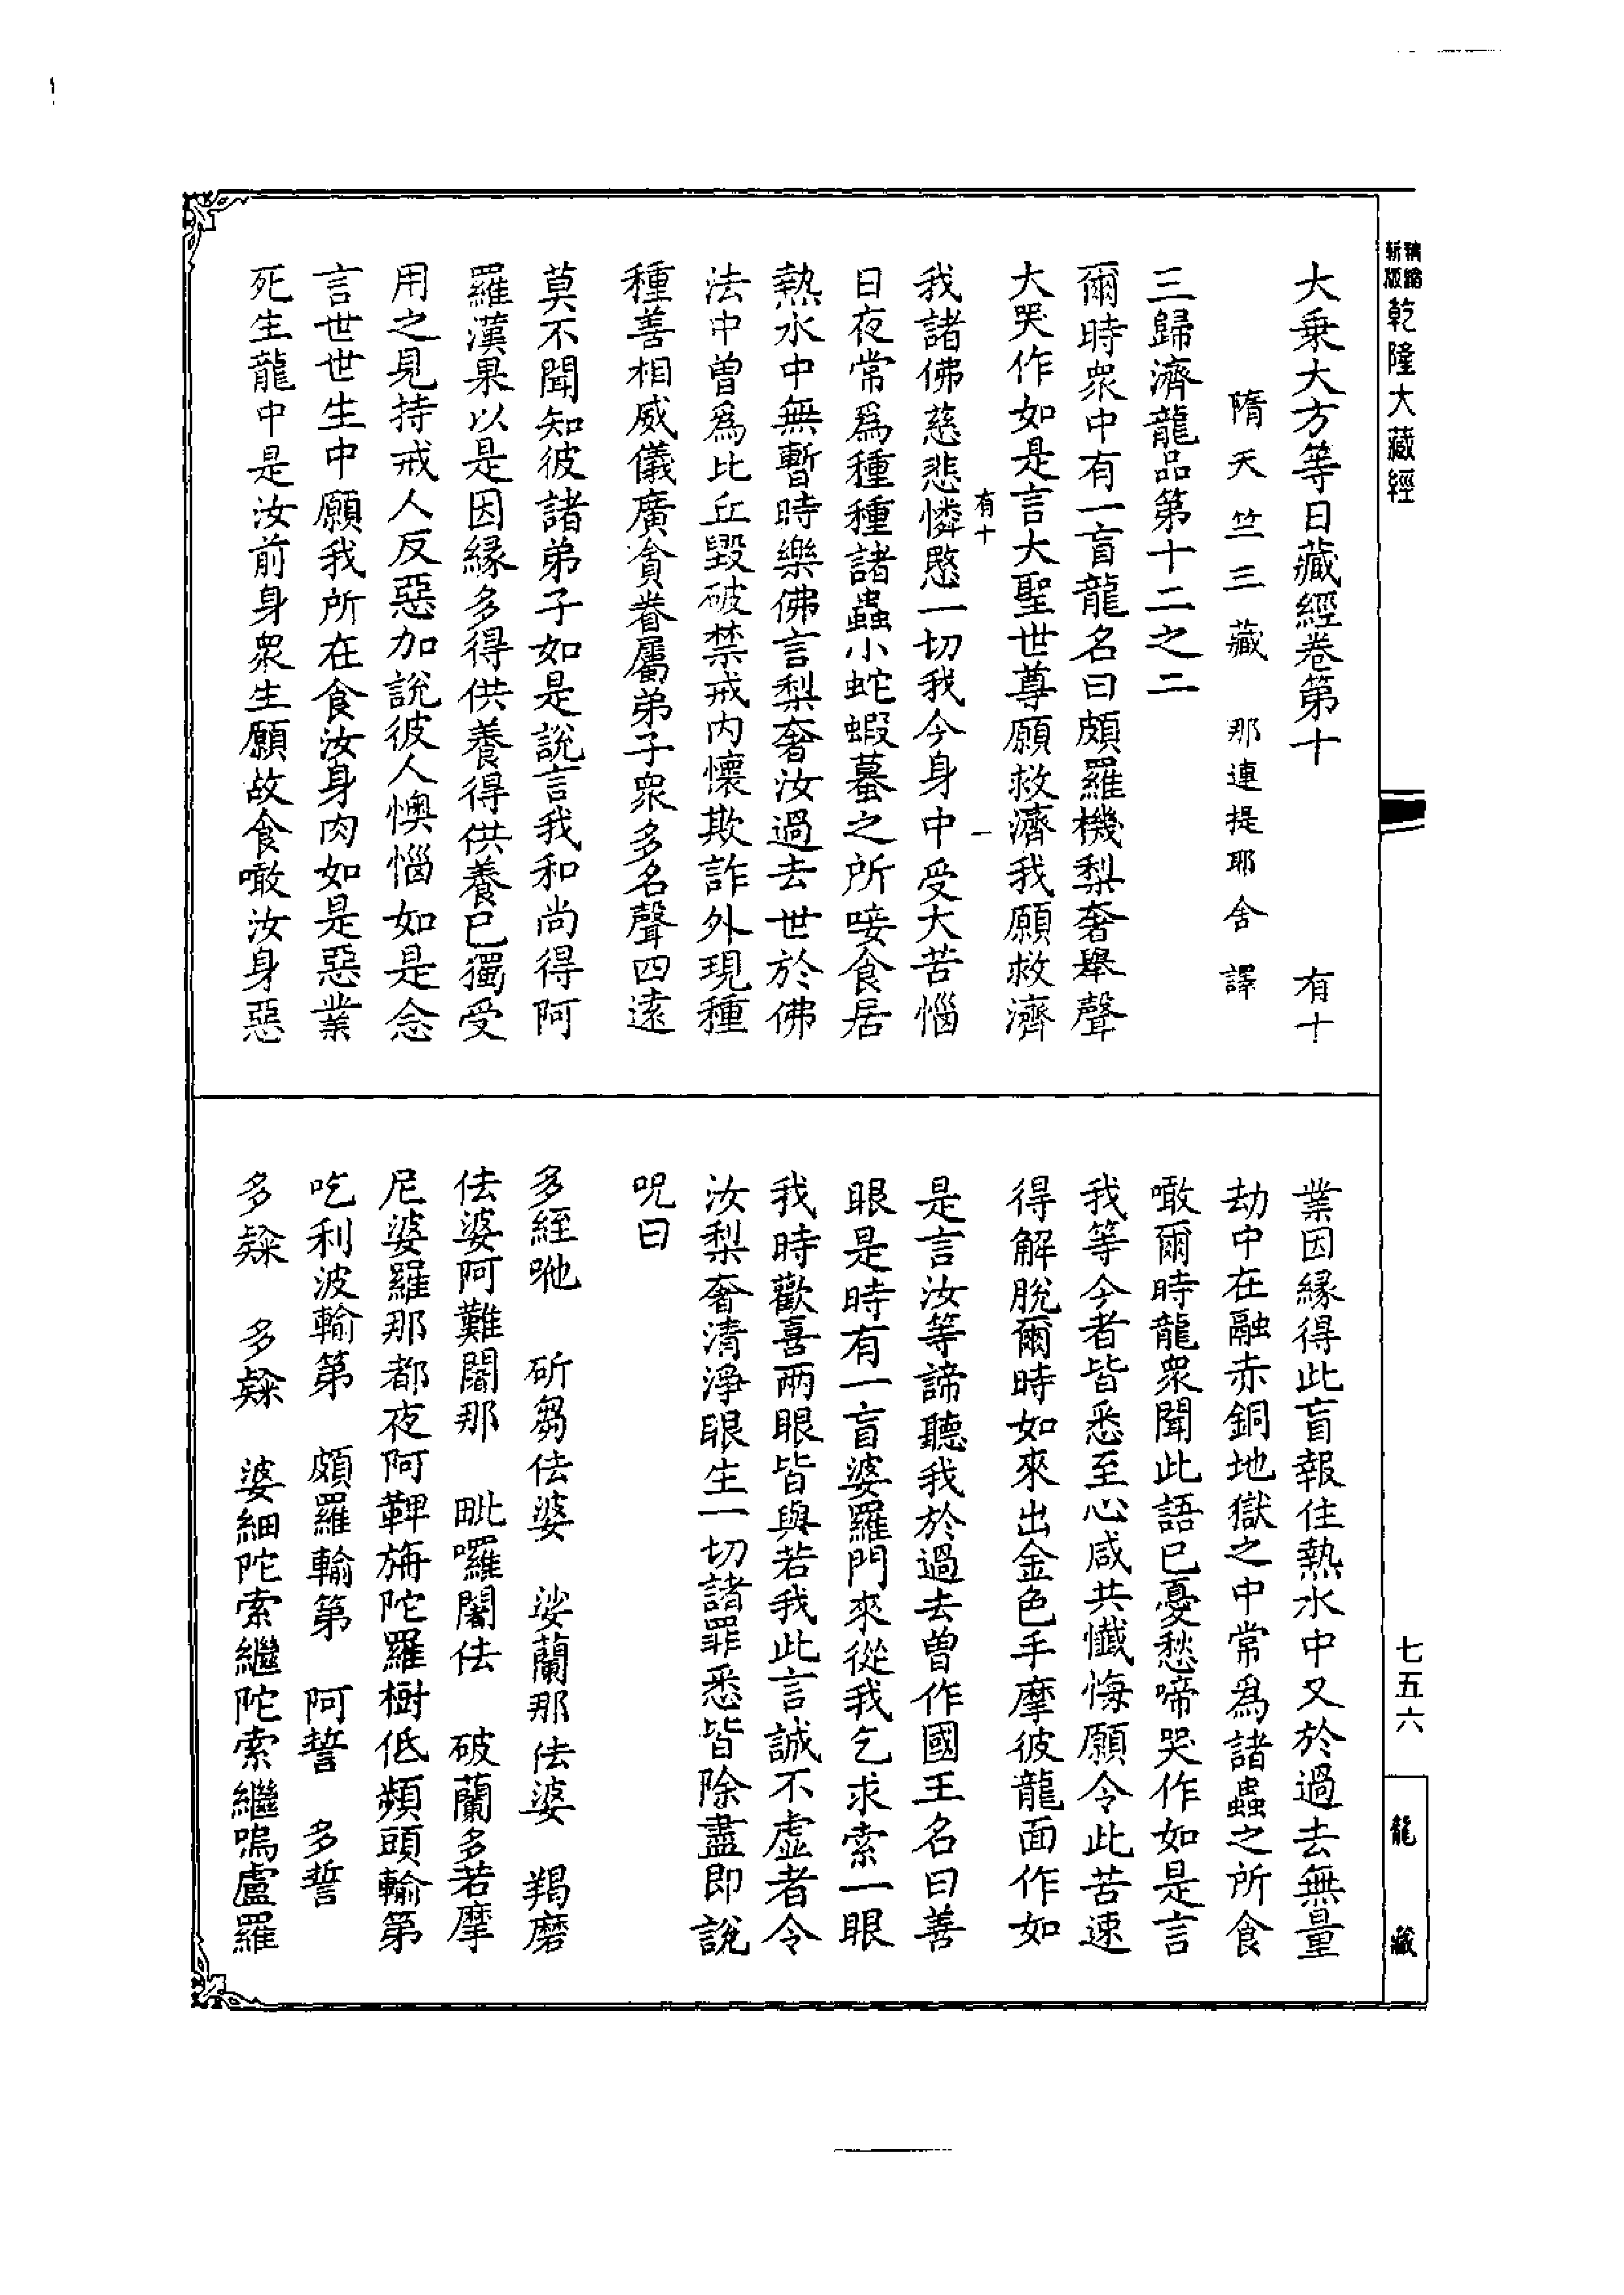 精縮新版 乾隆大藏經
大乘大方等日藏經卷第十 有十
隋天竺三藏 那連提耶舍 譯
三歸濟龍品第十二之二
爾時眾中有一盲龍名曰頗羅機梨奢舉聲
大哭作如是言大聖世尊願救濟我願救濟
有十 一
我諸佛慈悲憐愍一切我今身中受大苦惱
日夜常爲種種諸蟲小蛇蝦蟇之所唼食居
熱水中無暫時樂佛言梨奢汝過去世於佛
法中曾爲比丘毀破禁戒内懷欺詐外現種
種善相威儀廣貪眷屬弟子衆多名聲四遠
莫不聞知彼諸弟子如是説言我和尚得阿
羅漢果以是因緣多得供養得供養已獨受
用之見持戒人反惡加說彼人懊惱如是念
言世世生中願我所在食汝身肉如是惡業
死生龍中是汝前身衆生願故食噉汝身惡
業因緣得此盲報住熱水中又於過去無量
劫中在融赤銅地獄之中常爲諸蟲之所食
噉爾時龍衆聞此語已憂愁啼哭作如是言
我等今者皆悉至心咸共懺悔願令此苦速
得解脫爾時如來出金色手摩彼龍面作如
是言汝等諦聽我於過去曾作國王名曰善
眼是時有一盲婆羅門來從我乞求索一眼
我時歡喜兩眼皆與若我此言誠不虛者令
汝梨奢清淨眼生一切諸罪悉皆除盡即說
呪曰
多絰咃 斫芻佉婆 娑蘭那佉婆 羯磨
佉婆阿難闍那 毗囉闍佉 破蘭多若摩
尼婆羅那都夜阿鞞旃陀羅樹低頻頭輸第
吃利波輸第 頗羅輸第 阿誓 多誓
多 多 婆細陀索繼陀索繼嗚盧羅
七五六
龍 藏